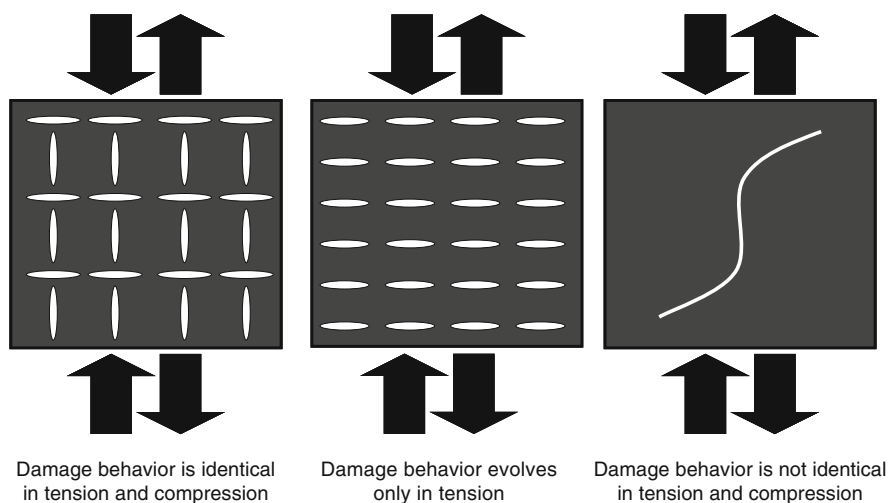 Damage behavior is identical
in tension and compression
Damage behavior evolves
only in tension
Damage behavior is not identical
in tension and compression